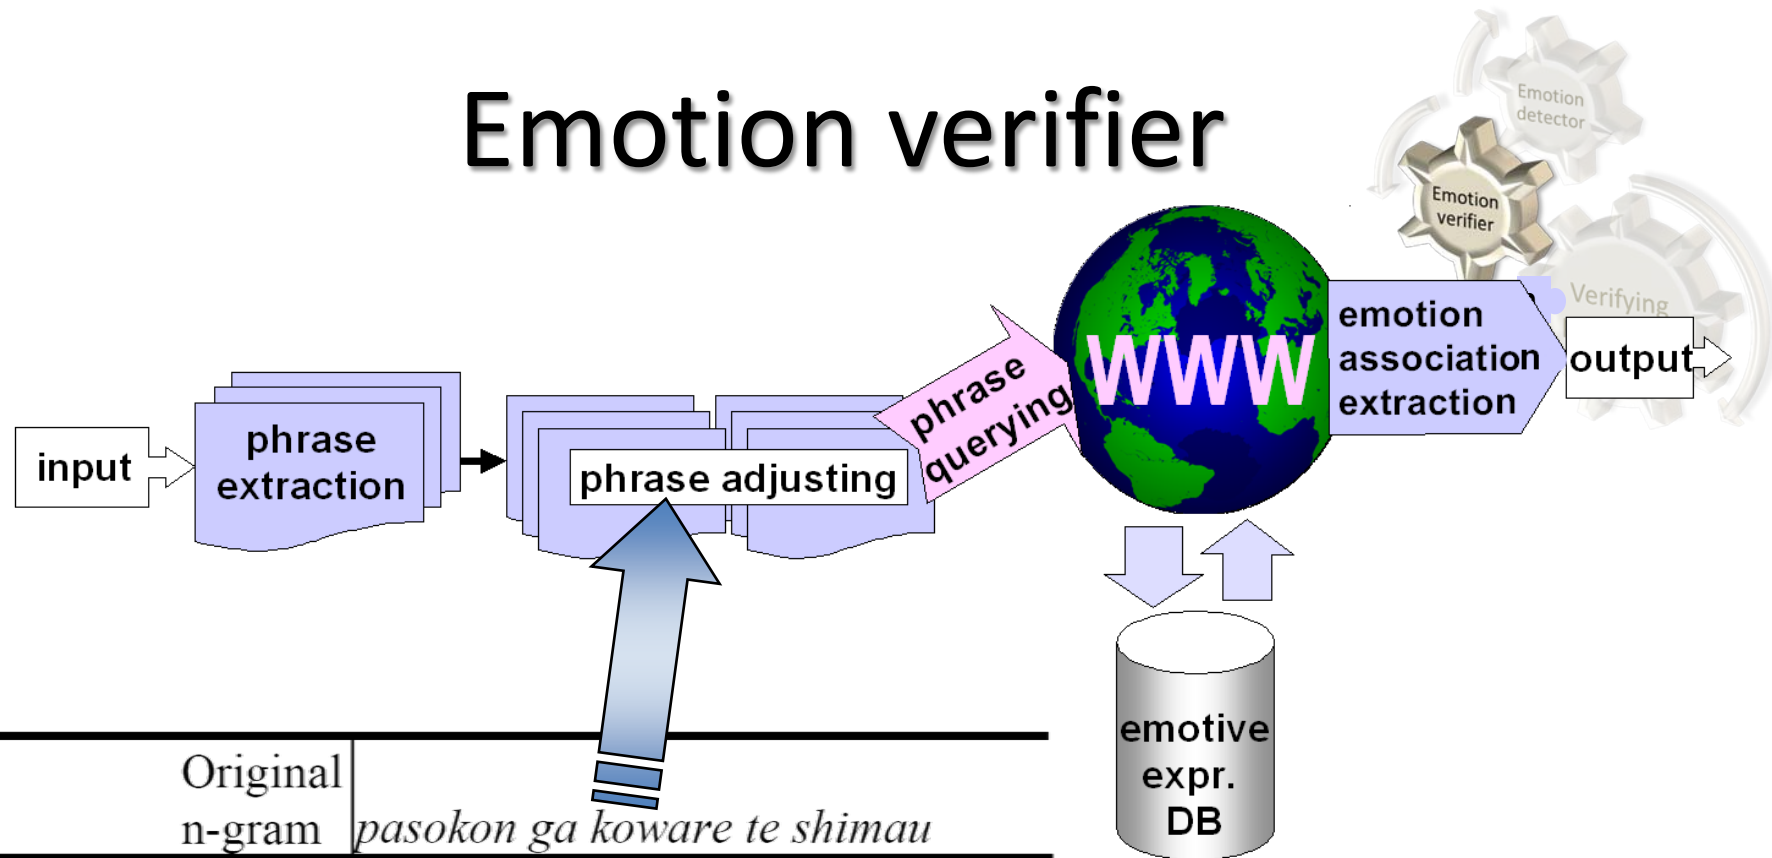 Emotion verifier
Emotion
detector
Emotion
verifier
Verifying
input
phrase
extraction
phrase adjusting
phrase
querying
WWW
emotion
association
extraction
output
emotive
expr.
DB
Original
n-gram
pasokon ga koware te shimau